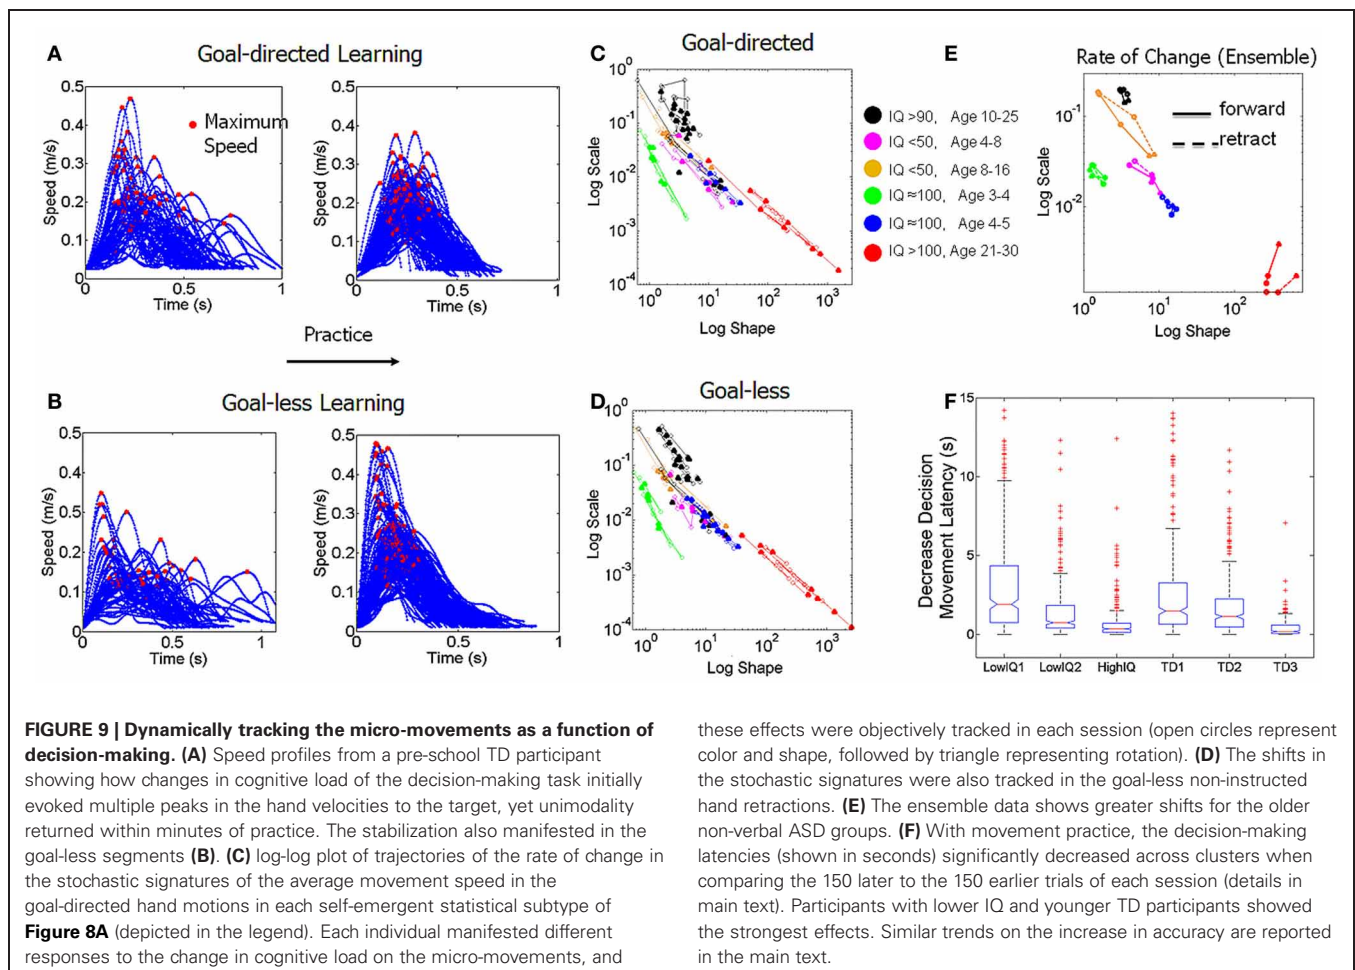 A
Goal-directed Learning
Speed (m/s)
0.5
0.4
0.3
0.2
0.1
0
0
0.5
1
Time (s)
Maximum
Speed
Speed (m/s)
0.5
0.4
0.3
0.2
0.1
0
0
0.5
1
Time (s)
Practice
B
Goal-less Learning
Speed (m/s)
0.5
0.4
0.3
0.2
0.1
0
0
0.5
1
Time (s)
Speed (m/s)
0.5
0.4
0.3
0.2
0.1
0
0
0.5
1
Time (s)
C
Goal-directed
Log Scale
10^0
10^-1
10^-2
10^-3
10^-4
10^0
10^1
10^2
10^3
Log Shape
IQ >90, Age 10-25
IQ <50, Age 4-8
IQ <50, Age 8-16
IQ ≈100, Age 3-4
IQ ≈100, Age 4-5
IQ >100, Age 21-30
D
Goal-less
Log Scale
10^0
10^-1
10^-2
10^-3
10^-4
10^0
10^1
10^2
10^3
Log Shape
E
Rate of Change (Ensemble)
forward
retract
Log Scale
10^-1
10^-2
10^0
10^1
10^2
Log Shape
F
Decrease Decision
Movement Latency (s)
15
10
5
0
LowIQ1
LowIQ2
HighIQ
TD1
TD2
TD3
FIGURE 9 | Dynamically tracking the micro-movements as a function of
decision-making. (A) Speed profiles from a pre-school TD participant
showing how changes in cognitive load of the decision-making task initially
evoked multiple peaks in the hand velocities to the target, yet unimodality
returned within minutes of practice. The stabilization also manifested in the
goal-less segments (B). (C) log-log plot of trajectories of the rate of change in
the stochastic signatures of the average movement speed in the
goal-directed hand motions in each self-emergent statistical subtype of
Figure 8A (depicted in the legend). Each individual manifested different
responses to the change in cognitive load on the micro-movements, and
these effects were objectively tracked in each session (open circles represent
color and shape, followed by triangle representing rotation). (D) The shifts in
the stochastic signatures were also tracked in the goal-less non-instructed
hand retractions. (E) The ensemble data shows greater shifts for the older
non-verbal ASD groups. (F) With movement practice, the decision-making
latencies (shown in seconds) significantly decreased across clusters when
comparing the 150 later to the 150 earlier trials of each session (details in
main text). Participants with lower IQ and younger TD participants showed
the strongest effects. Similar trends on the increase in accuracy are reported
in the main text.